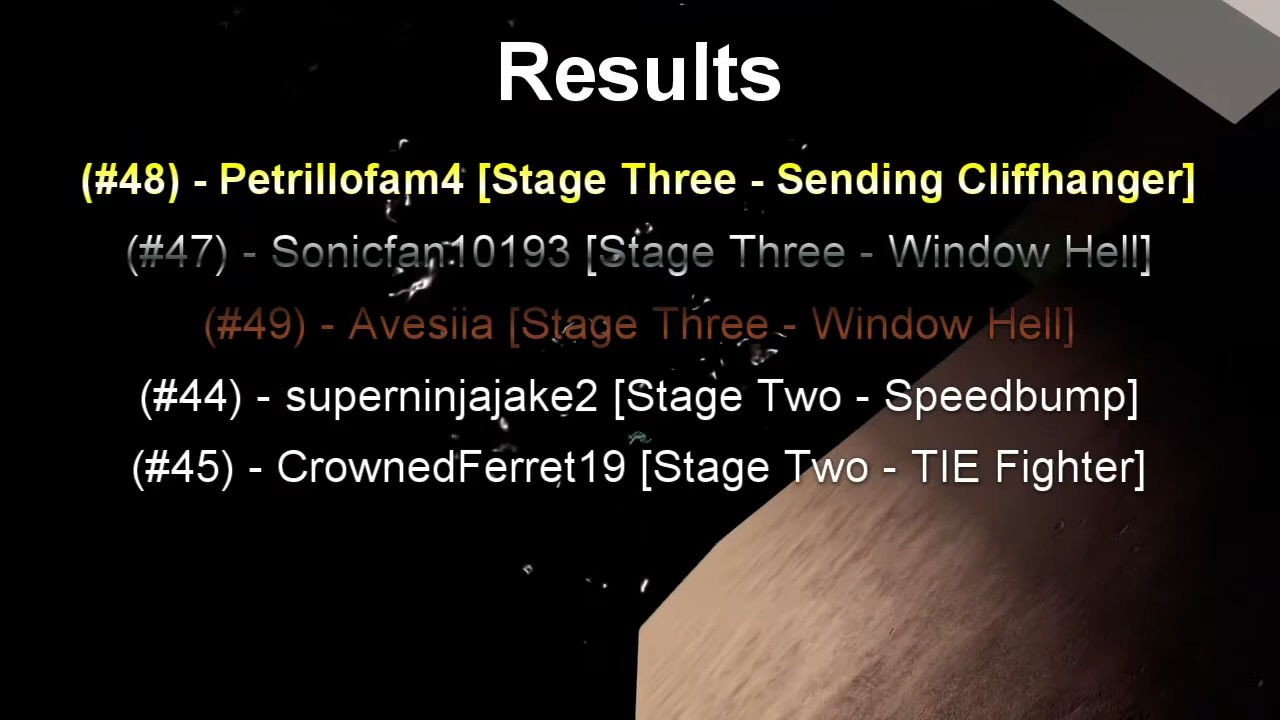 Results
(#48) - Petrillofam4 [Stage Three - Sending Cliffhanger]
(#47) - Sonicfan10193 [Stage Three - Window Hell]
(#49) - Avesiia [Stage Three - Window Hell]
(#44) - superninjajake2 [Stage Two - Speedbump]
(#45) - CrownedFerret19 [Stage Two - TIE Fighter]